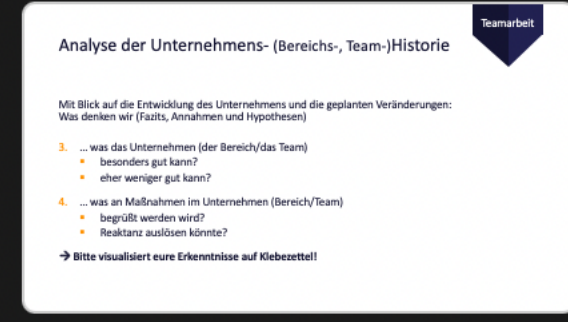 Teamarbeit
Analyse der Unternehmens- (Bereichs-, Team-)Historie
Mit Blick auf die Entwicklung des Unternehmens und die geplanten Veränderungen:
Was denken wir (Fazits, Annahmen und Hypothesen)
3. ... was das Unternehmen (der Bereich/das Team)
▪ besonders gut kann?
▪ eher weniger gut kann?
4. ... was an Maßnahmen im Unternehmen (Bereich/Team)
▪ begrüßt werden wird?
▪ Reaktanz auslösen könnte?
→ Bitte visualisiert eure Erkenntnisse auf Klebezettel!